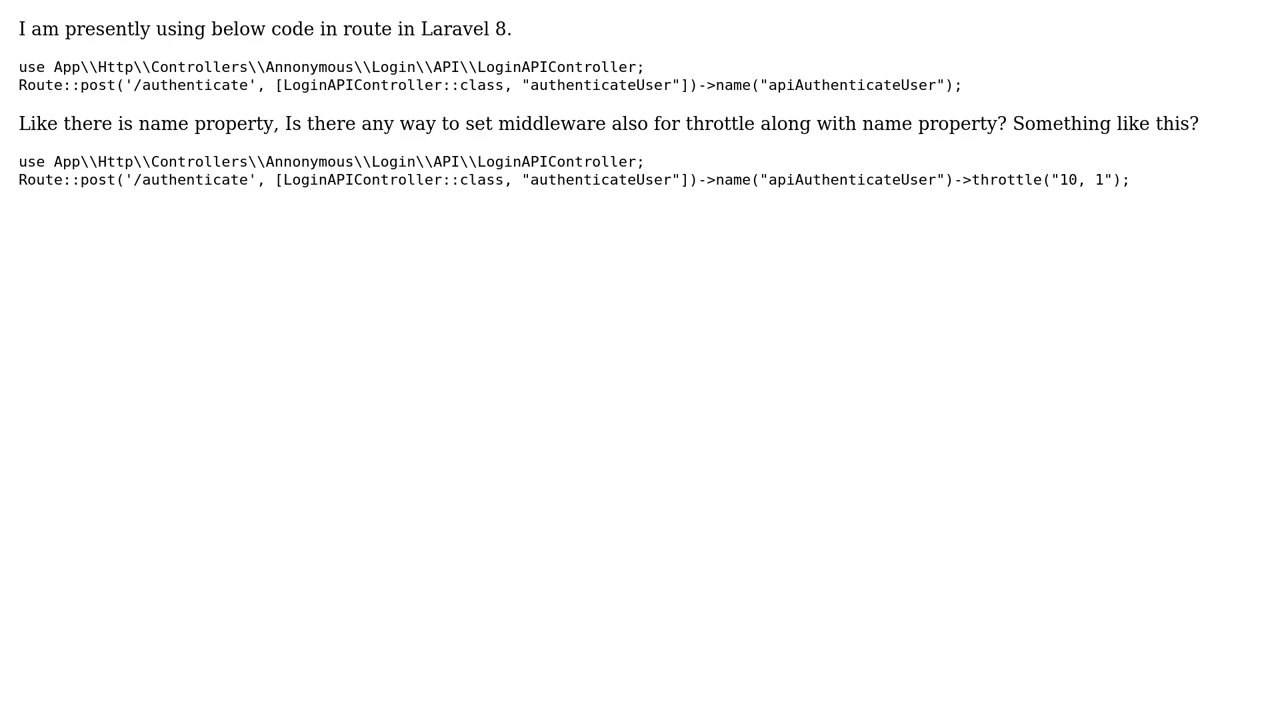 I am presently using below code in route in Laravel 8.
use App\\Http\\Controllers\\Annonymous\\Login\\API\\LoginAPIController;
Route::post('/authenticate', [LoginAPIController::class, "authenticateUser"])->name("apiAuthenticateUser");
Like there is name property, Is there any way to set middleware also for throttle along with name property? Something like this?
use App\\Http\\Controllers\\Annonymous\\Login\\API\\LoginAPIController;
Route::post('/authenticate', [LoginAPIController::class, "authenticateUser"])->name("apiAuthenticateUser")->throttle("10, 1");